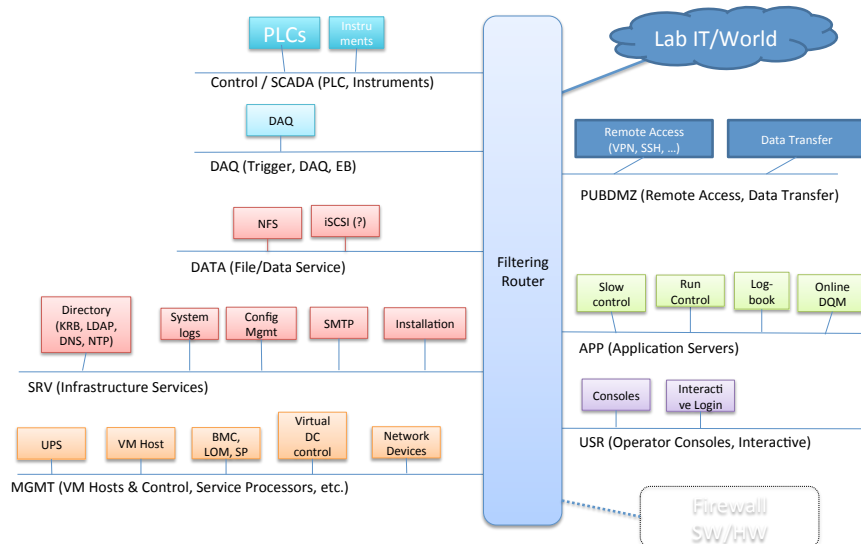 PLCs
Instru
ments
Control / SCADA (PLC, Instruments)
DAQ
DAQ (Trigger, DAQ, EB)
NFS
iSCSI (?)
DATA (File/Data Service)
Directory
(KRB, LDAP,
DNS, NTP)
System
logs
Config
Mgmt
SMTP
Installation
SRV (Infrastructure Services)
UPS
VM Host
BMC,
LOM, SP
Virtual
DC
control
Network
Devices
MGMT (VM Hosts & Control, Service Processors, etc.)
Filtering
Router
Lab IT/World
Remote Access
(VPN, SSH, ...)
Data Transfer
PUBDMZ (Remote Access, Data Transfer)
Slow
control
Run
Control
Log-
book
Online
DQM
APP (Application Servers)
Consoles
Interacti
ve Login
USR (Operator Consoles, Interactive)
Firewall
SW/HW